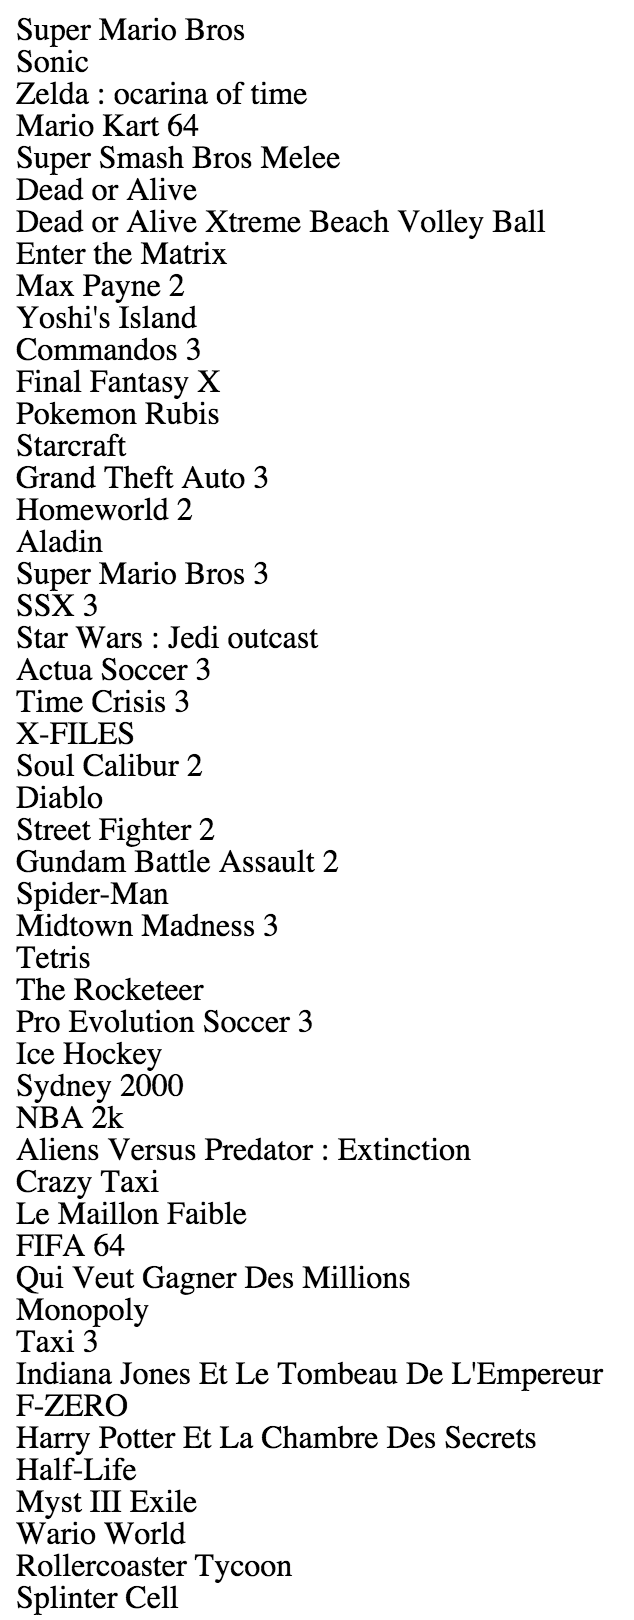 Super Mario Bros
Sonic
Zelda : ocarina of time
Mario Kart 64
Super Smash Bros Melee
Dead or Alive
Dead or Alive Xtreme Beach Volley Ball
Enter the Matrix
Max Payne 2
Yoshi's Island
Commandos 3
Final Fantasy X
Pokemon Rubis
Starcraft
Grand Theft Auto 3
Homeworld 2
Aladin
Super Mario Bros 3
SSX 3
Star Wars : Jedi outcast
Actua Soccer 3
Time Crisis 3
X-FILES
Soul Calibur 2
Diablo
Street Fighter 2
Gundam Battle Assault 2
Spider-Man
Midtown Madness 3
Tetris
The Rocketeer
Pro Evolution Soccer 3
Ice Hockey
Sydney 2000
NBA 2k
Aliens Versus Predator : Extinction
Crazy Taxi
Le Maillon Faible
FIFA 64
Qui Veut Gagner Des Millions
Monopoly
Taxi 3
Indiana Jones Et Le Tombeau De L'Empereur
F-ZERO
Harry Potter Et La Chambre Des Secrets
Half-Life
Myst III Exile
Wario World
Rollercoaster Tycoon
Splinter Cell